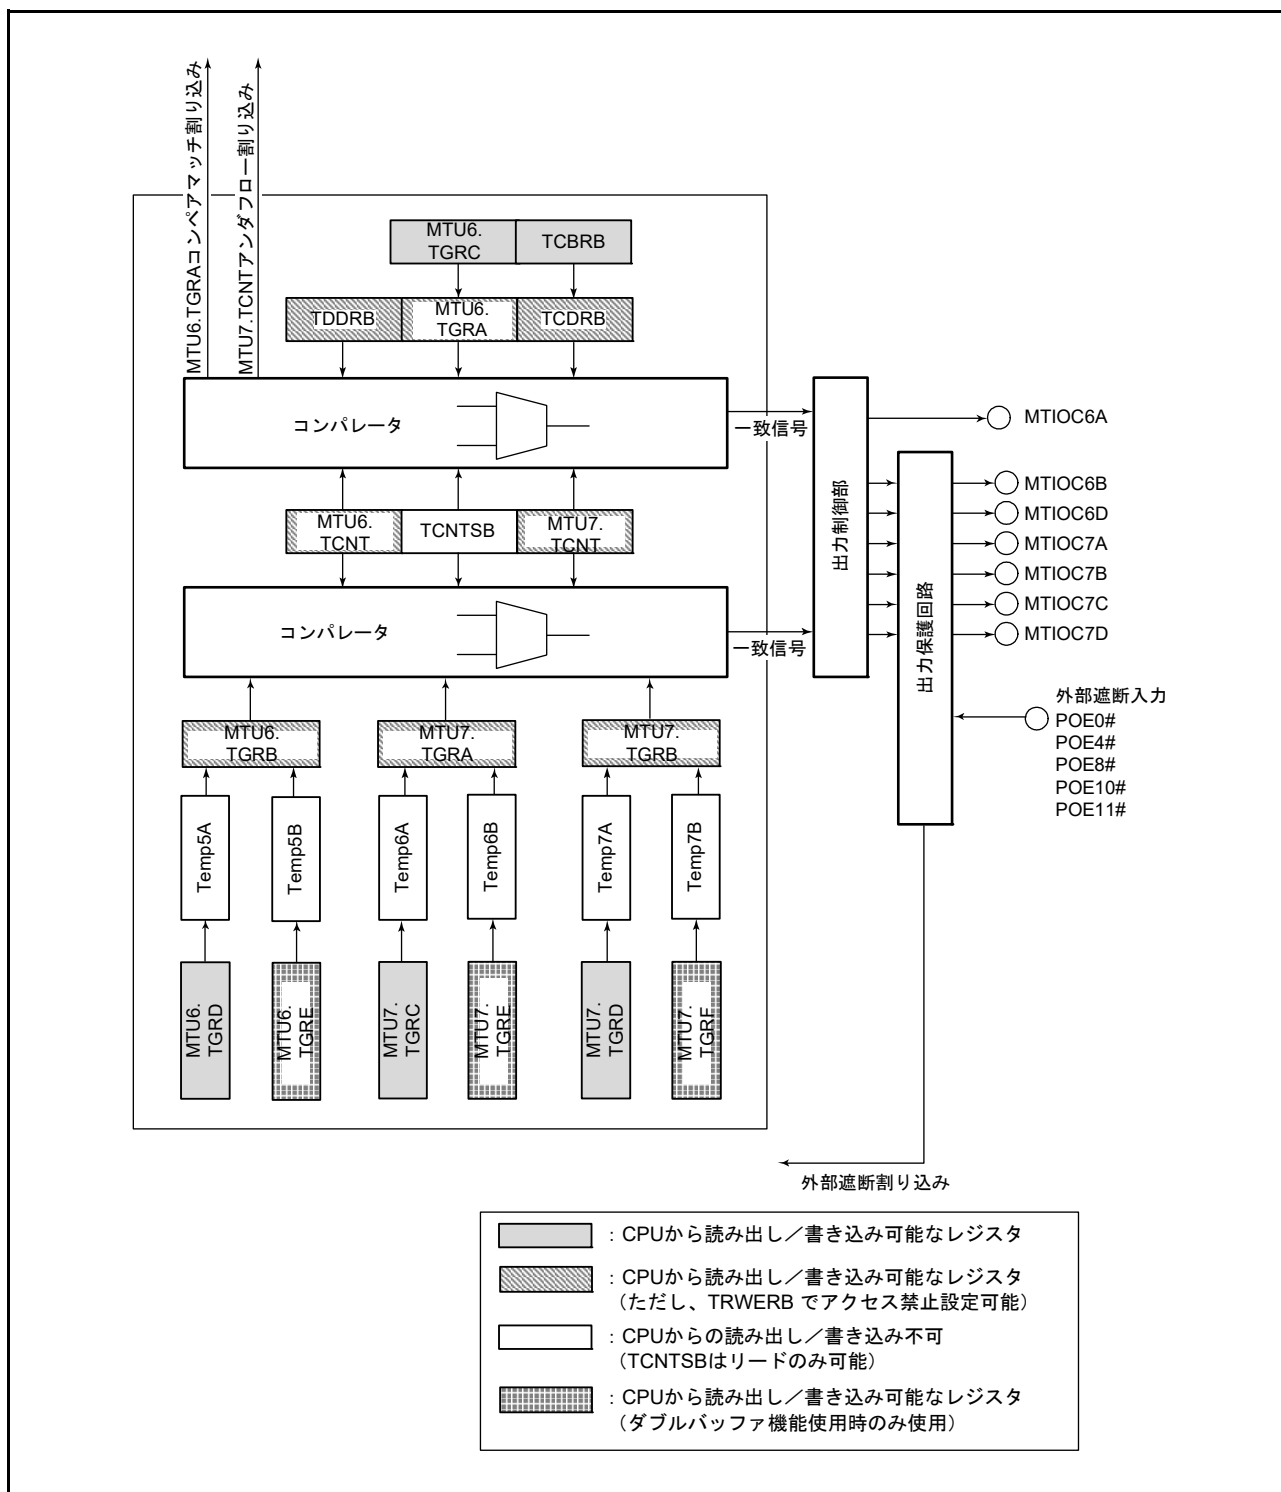 MTU6.TGRAコンペアマッチ割り込み
MTU7.TCNTアンダフロー割り込み
MTU6.
TGRC
TCBRB
TDDRB
MTU6.
TGRA
TCDRB
コンパレータ
一致信号
MTU6.
TCNT
TCNTSB
MTU7.
TCNT
コンパレータ
一致信号
出力制御部
出力保護回路
MTIOC6A
MTIOC6B
MTIOC6D
MTIOC7A
MTIOC7B
MTIOC7C
MTIOC7D
外部遮断入力
POE0#
POE4#
POE8#
POE10#
POE11#
MTU6.
TGRB
MTU7.
TGRA
MTU7.
TGRB
Temp5A
Temp5B
Temp6A
Temp6B
Temp7A
Temp7B
MTU6.
TGRD
MTU6.
TGRE
MTU7.
TGRC
MTU7.
TGRE
MTU7.
TGRD
MTU7.
TGRF
外部遮断割り込み
：CPUから読み出し／書き込み可能なレジスタ
：CPUから読み出し／書き込み可能なレジスタ
（ただし、TRWERB でアクセス禁止設定可能）
：CPUからの読み出し／書き込み不可
（TCNTSBはリードのみ可能）
：CPUから読み出し／書き込み可能なレジスタ
（ダブルバッファ機能使用時のみ使用）